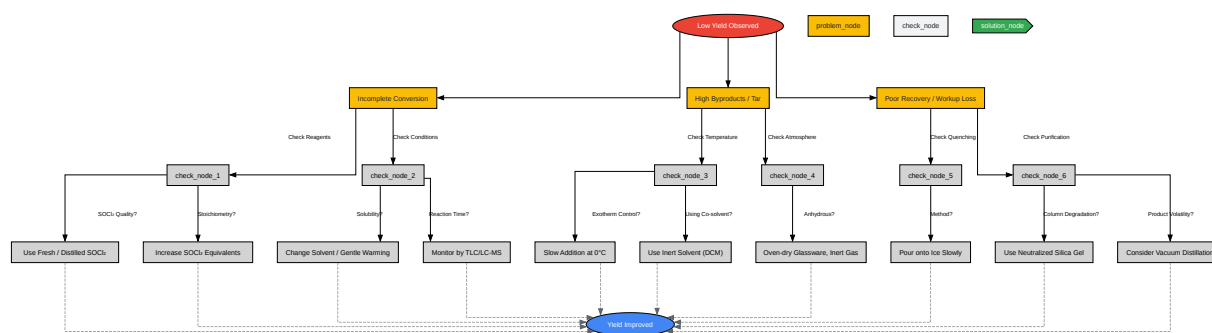 Low Yield Observed
problem_node
check_node
solution_node
Incomplete Conversion
High Byproducts / Tar
Poor Recovery / Workup Loss
Check Reagents
Check Conditions
Check Temperature
Check Atmosphere
Check Quenching
Check Purification
check_node_1
check_node_2
check_node_3
check_node_4
check_node_5
check_node_6
SOCl₂ Quality?
Stoichiometry?
Solubility?
Reaction Time?
Exotherm Control?
Using Co-solvent?
Anhydrous?
Method?
Column Degradation?
Product Volatility?
Use Fresh / Distilled SOCl₂
Increase SOCl₂ Equivalents
Change Solvent / Gentle Warming
Monitor by TLC/LC-MS
Slow Addition at 0°C
Use Inert Solvent (DCM)
Oven-dry Glassware, Inert Gas
Pour onto Ice Slowly
Use Neutralized Silica Gel
Consider Vacuum Distillation
Yield Improved